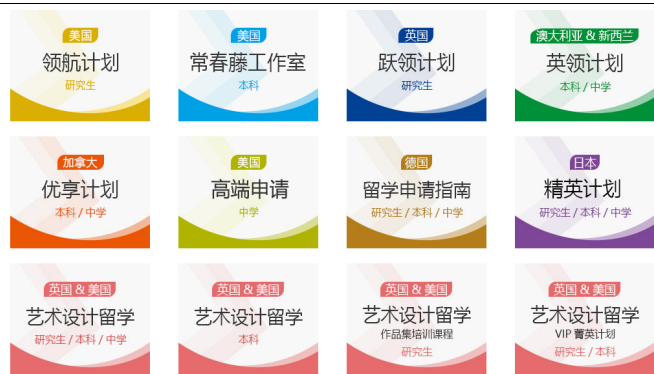 美国
领航计划
研究生
美国
常春藤工作室
本科
英国
跃领计划
研究生
澳大利亚 & 新西兰
英领计划
本科 / 中学
加拿大
优享计划
本科 / 中学
美国
高端申请
中学
德国
留学申请指南
研究生 / 本科 / 中学
日本
精英计划
研究生 / 本科 / 中学
英国 & 美国
艺术设计留学
研究生 / 本科 / 中学
英国 & 美国
艺术设计留学
本科
英国 & 美国
艺术设计留学
作品集培训课程
研究生
英国 & 美国
艺术设计留学
VIP 菁英计划
研究生 / 本科